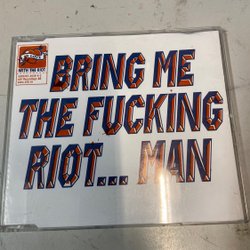 BRING ME
THE FUCKING
RIOT... MAN